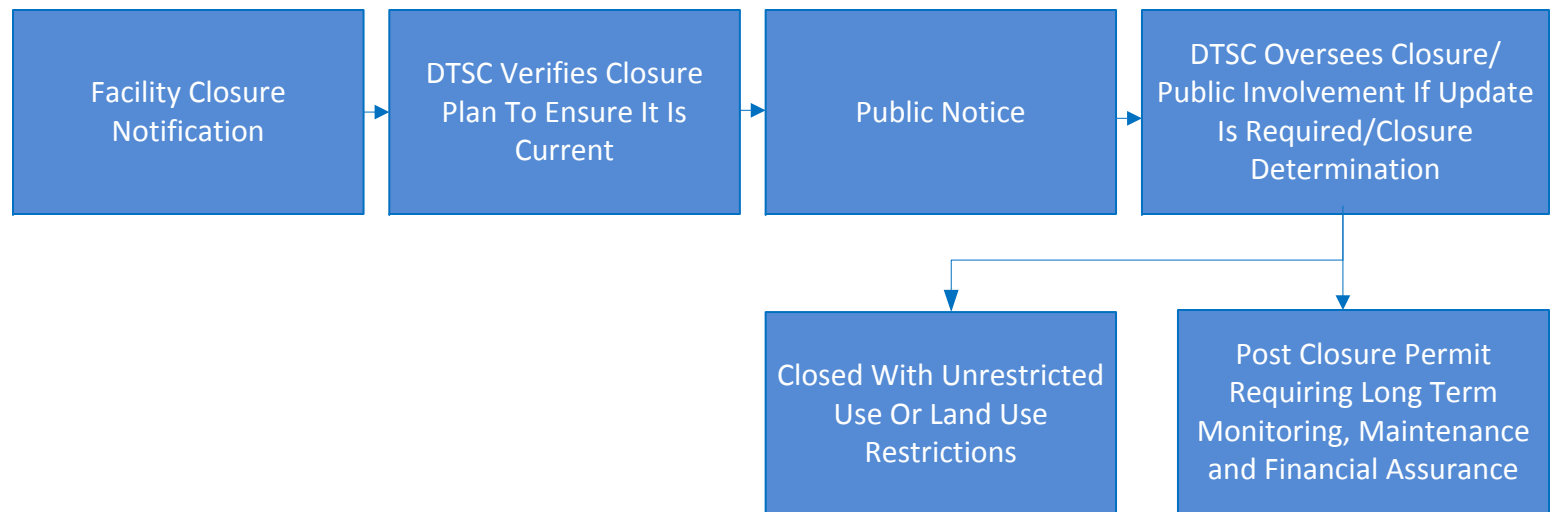 Facility Closure
Notification
DTSC Verifies Closure
Plan To Ensure It Is
Current
Public Notice
DTSC Oversees Closure/
Public Involvement If Update
Is Required/Closure
Determination
Closed With Unrestricted
Use Or Land Use
Restrictions
Post Closure Permit
Requiring Long Term
Monitoring, Maintenance
and Financial Assurance